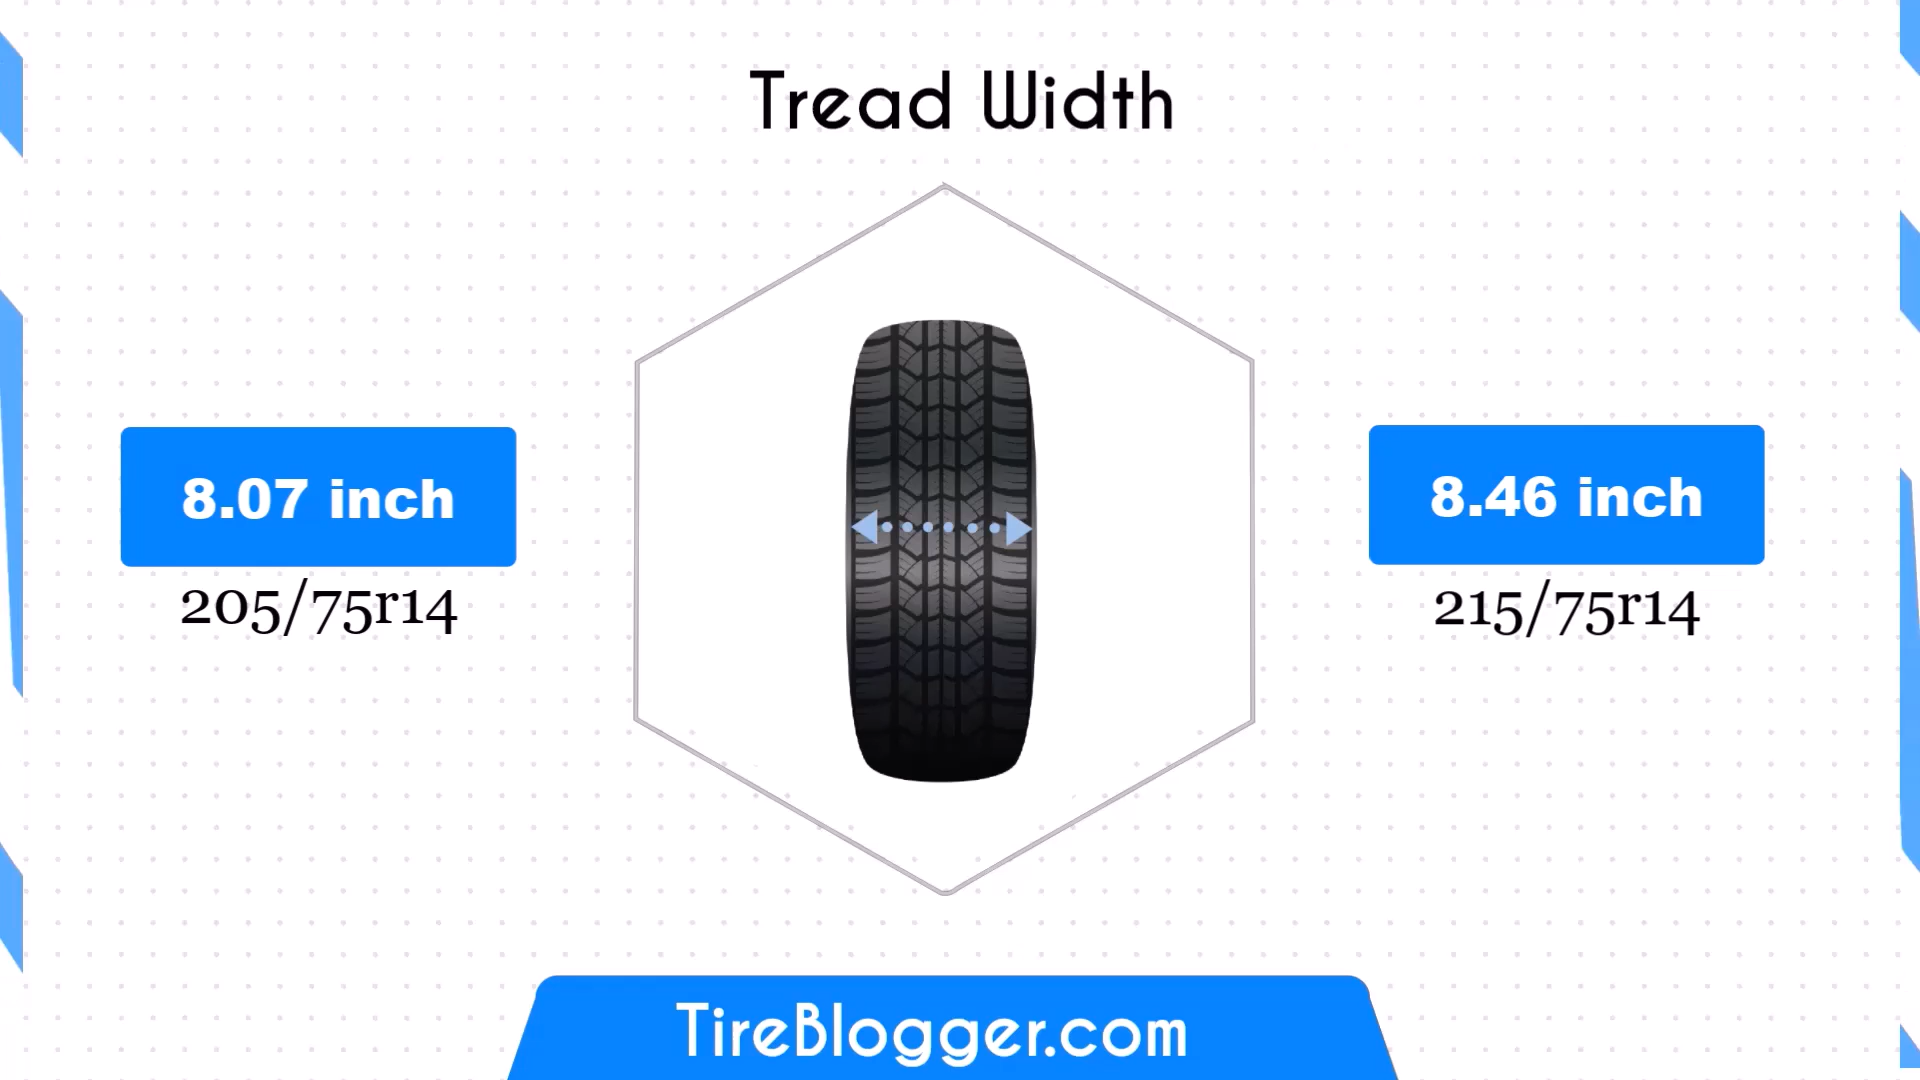 Tread Width
8.07 inch
205/75r14
8.46 inch
215/75r14
TireBlogger.com